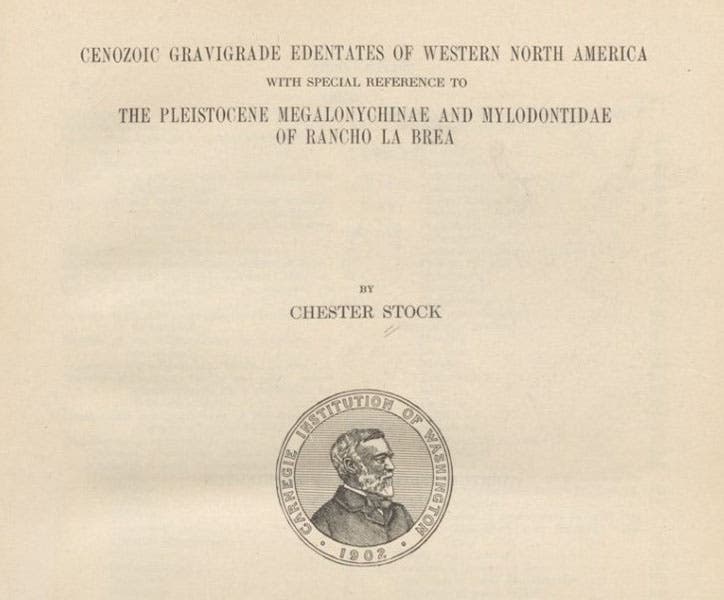 CENOZOIC GRAVIGRADE EDENTATES OF WESTERN NORTH AMERICA
WITH SPECIAL REFERENCE TO
THE PLEISTOCENE MEGALONYCHINAE AND MYLODONTIDAE
OF RANCHO LA BREA
BY
CHESTER STOCK
CARNEGIE INSTITUTION OF WASHINGTON
1902